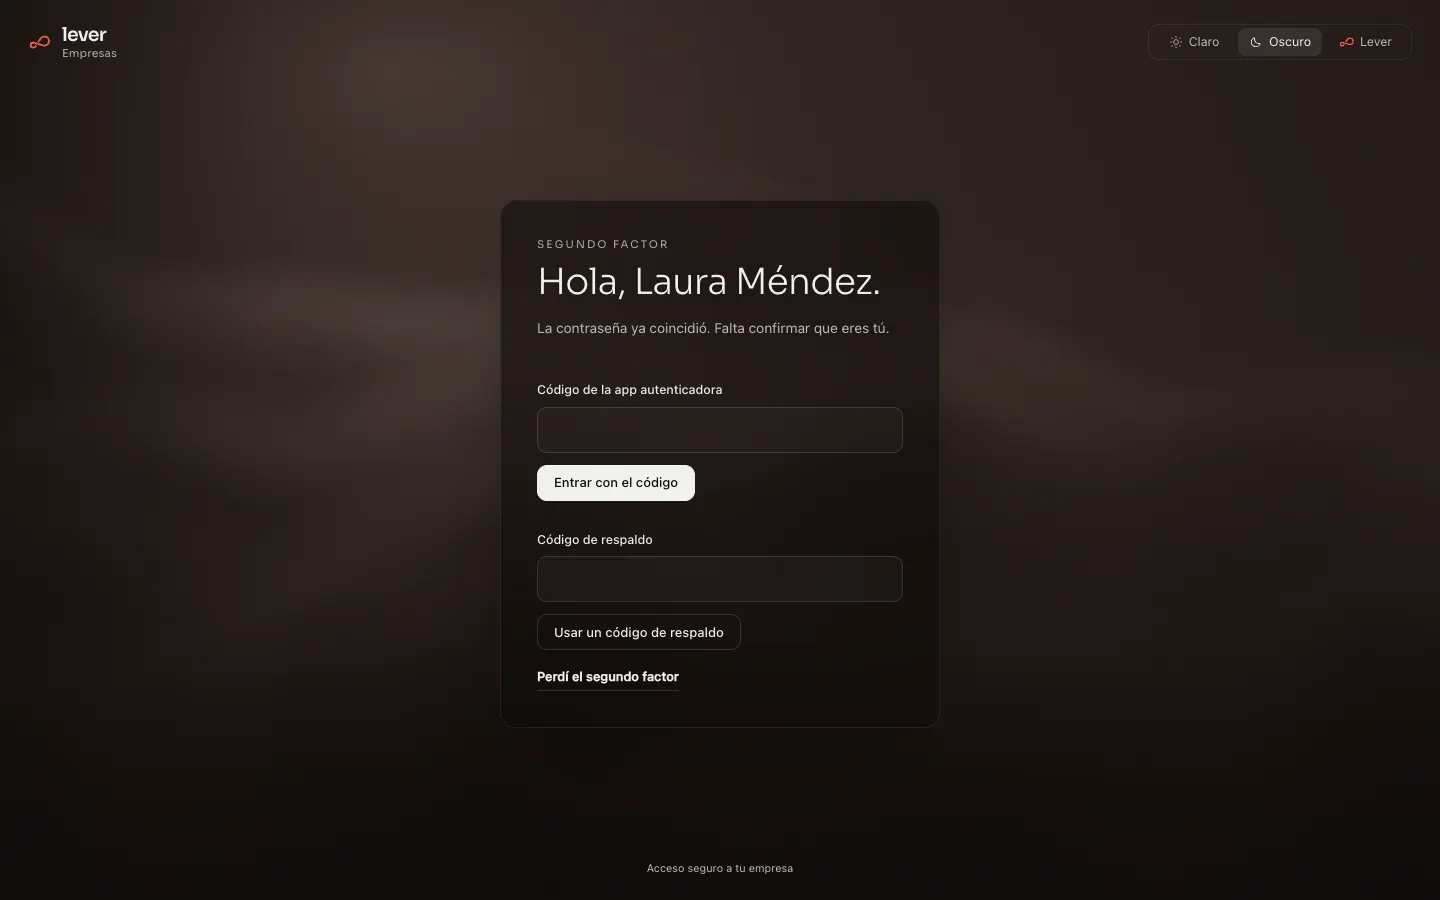 lever
Empresas
Claro
Oscuro
Lever
SEGUNDO FACTOR
Hola, Laura Méndez.
La contraseña ya coincidió. Falta confirmar que eres tú.
Código de la app autenticadora
Entrar con el código
Código de respaldo
Usar un código de respaldo
Perdí el segundo factor
Acceso seguro a tu empresa